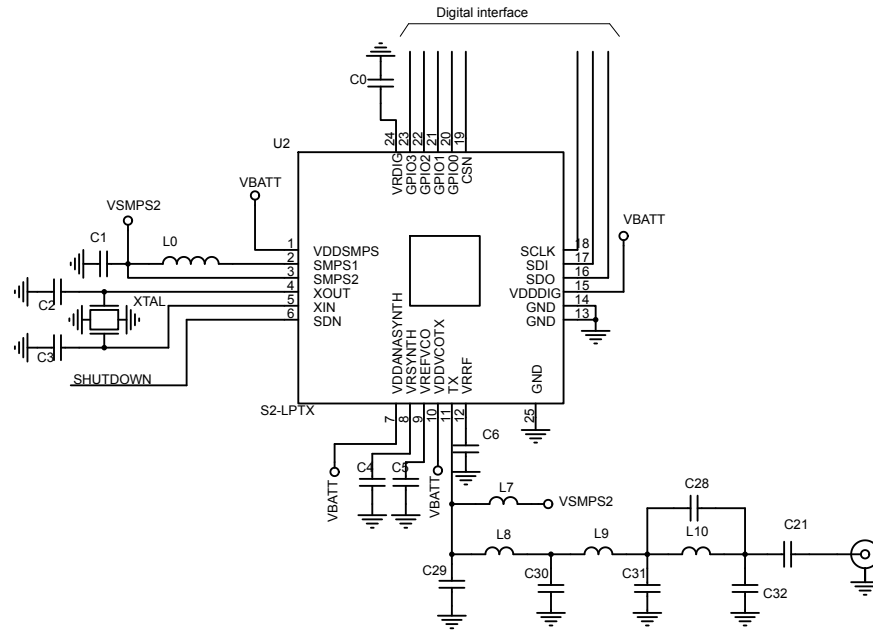 Digital interface
C0
U2
24
23
22
21
20
19
VRDIG
GPIO3
GPIO2
GPIO1
GPIO0
CSN
VBATT
VSMPS2
C1
L0
1
2
3
4
5
6
VDDSMPS
SMPS1
SMPS2
XOUT
XIN
SDN
C2
XTAL
C3
SHUTDOWN
VBATT
SCLK
SDI
SDO
VDDDIG
GND
GND
18
17
16
15
14
13
VDDANASYNTH
VRSYNTH
VREFVCO
VDDVCOTX
TX
VRRF
GND
S2-LPTX
7
8
9
10
11
12
25
VBATT
C4
C5
VBATT
C6
L7
VSMPS2
C28
L8
L9
L10
C21
C29
C30
C31
C32